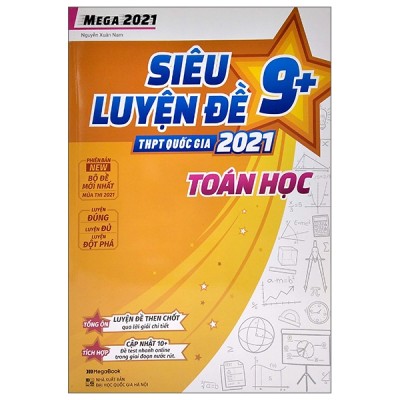 MEGA 2021
Nguyễn Xuân Nam
SIÊU
LUYỆN ĐỀ 9+
THPT QUỐC GIA 2021
TOÁN HỌC
PHIÊN BẢN
NEW
BỘ ĐỀ
MỚI NHẤT
MÙA THI 2021
LUYỆN
ĐÚNG
LUYỆN
ĐỦ
LUYỆN
ĐỘT PHÁ
TỔNG ÔN
LUYỆN ĐỀ THEN CHỐT
qua lời giải chi tiết
TÍCH HỢP
CẬP NHẬT 10+
Đề test nhanh online
trong giai đoạn nước rút.
MegaBook
NHÀ XUẤT BẢN
ĐẠI HỌC QUỐC GIA HÀ NỘI